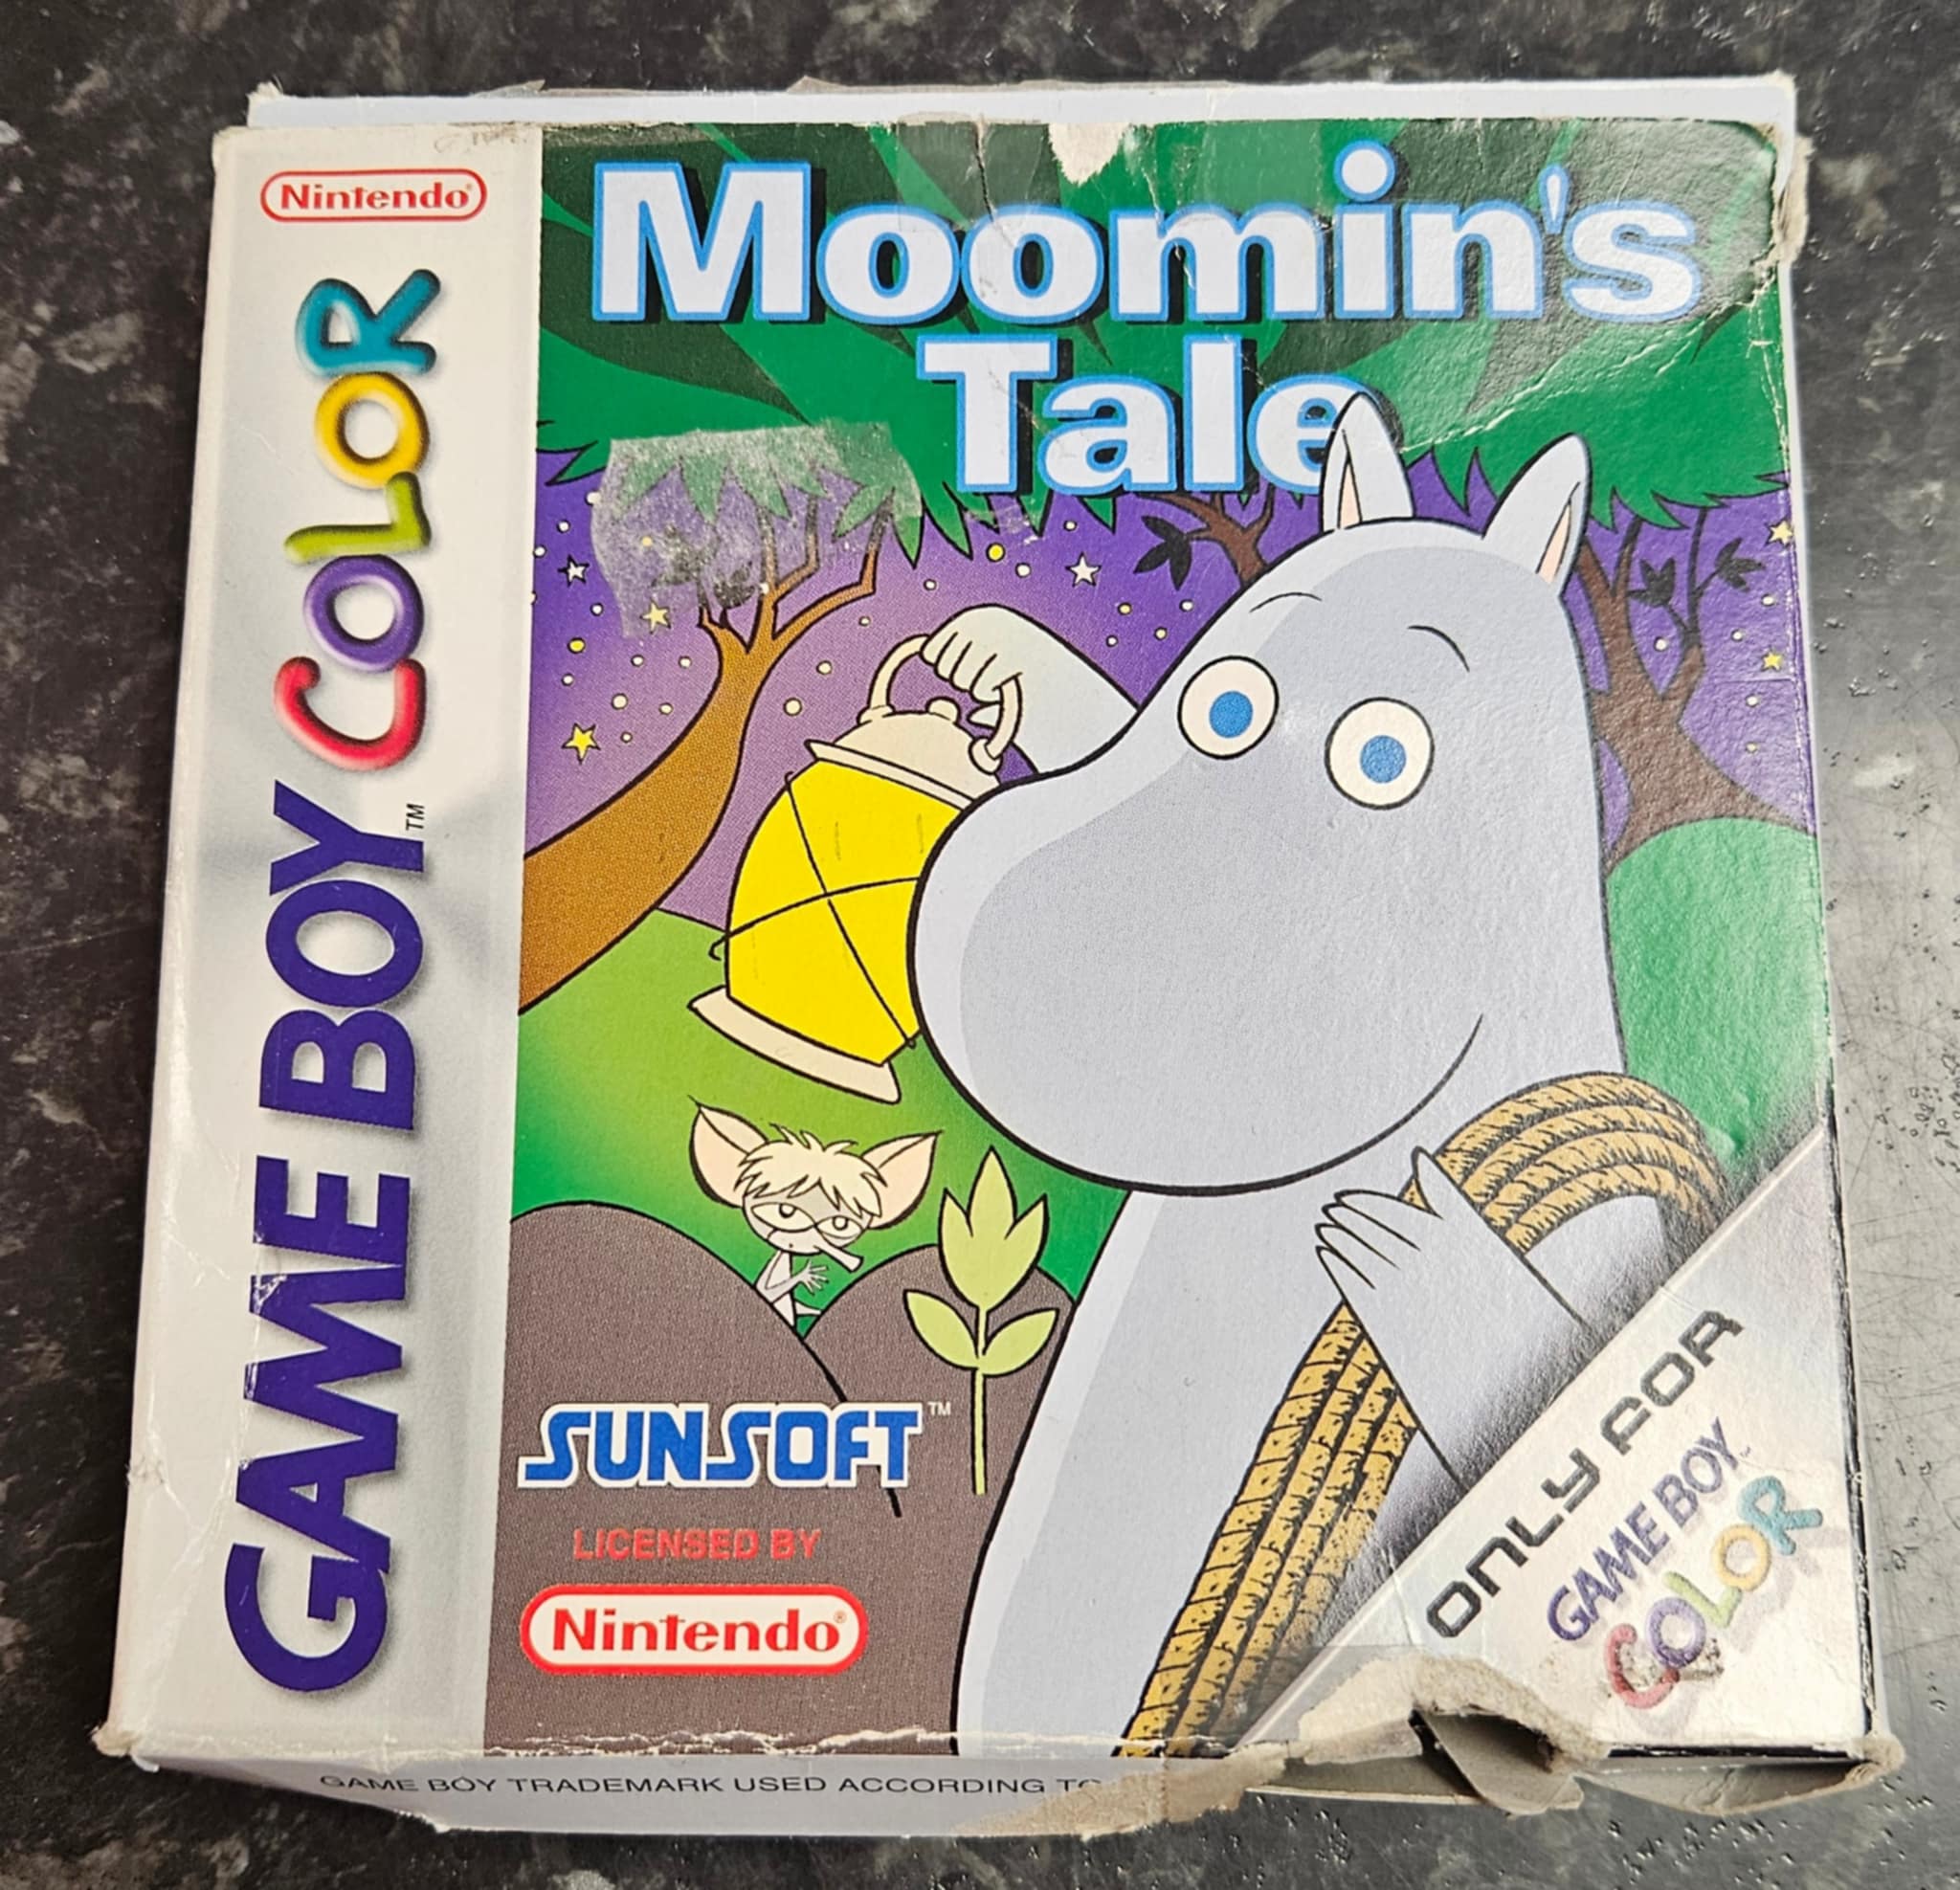 Nintendo®
GAME BOY COLOR™
Moomin's
Tale
SUNSOFT™
LICENSED BY
Nintendo®
ONLY FOR
GAME BOY™
COLOR
GAME BOY TRADEMARK USED ACCORDING TO